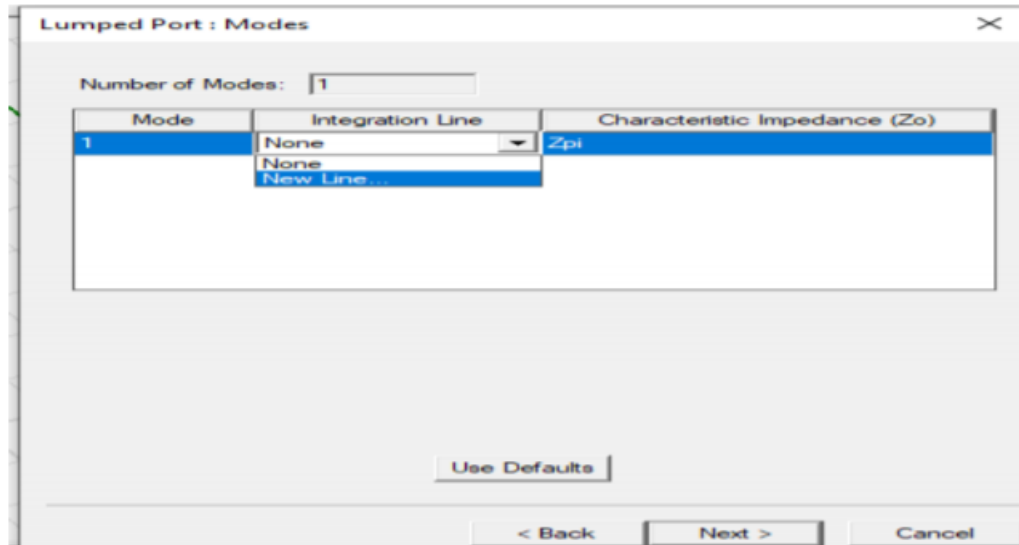 Lumped Port : Modes
Number of Modes: 1
Mode Integration Line Characteristic Impedance (Zo)
1 None Zpi
None
New Line...
Use Defaults
< Back Next > Cancel